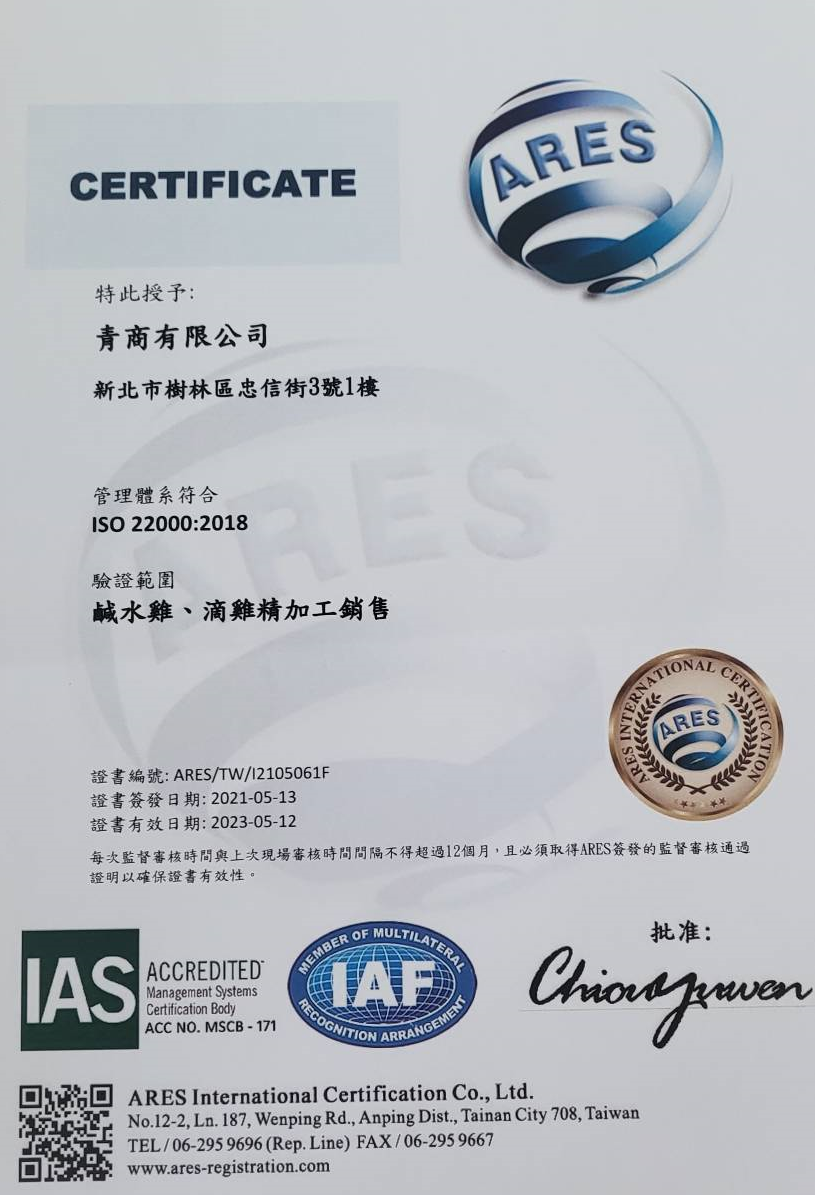 ARES
CERTIFICATE
特此授予:
青商有限公司
新北市樹林區忠信街3號1樓
ARES
管理體系符合
ISO 22000:2018
驗證範圍
鹹水雞、滴雞精加工銷售
ARES INTERNATIONAL CERTIFICATION
ARES
證書編號: ARES/TW/I2105061F
證書簽發日期: 2021-05-13
證書有效日期: 2023-05-12
每次監督審核時間與上次現場審核時間間隔不得超過12個月，且必須取得ARES簽發的監督審核通過
證明以確保證書有效性。
批准:
IAS
ACCREDITED
Management Systems
Certification Body
ACC NO. MSCB - 171
MEMBER OF MULTILATERAL
IAF
RECOGNITION ARRANGEMENT
ARES International Certification Co., Ltd.
No.12-2, Ln. 187, Wenping Rd., Anping Dist., Tainan City 708, Taiwan
TEL / 06-295 9696 (Rep. Line) FAX / 06-295 9667
www.ares-registration.com